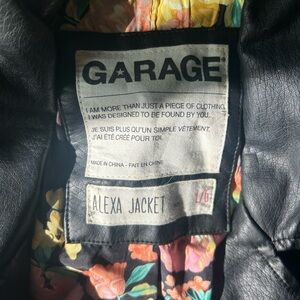 GARAGE
I AM MORE THAN JUST A PIECE OF CLOTHING,
I WAS DESIGNED TO BE FOUND BY YOU.
JE SUIS PLUS QU'UN SIMPLE VÊTEMENT,
J'AI ÉTÉ CRÉÉ POUR TOI.
MADE IN CHINA - FAIT EN CHINE
ALEXA JACKET - L/G